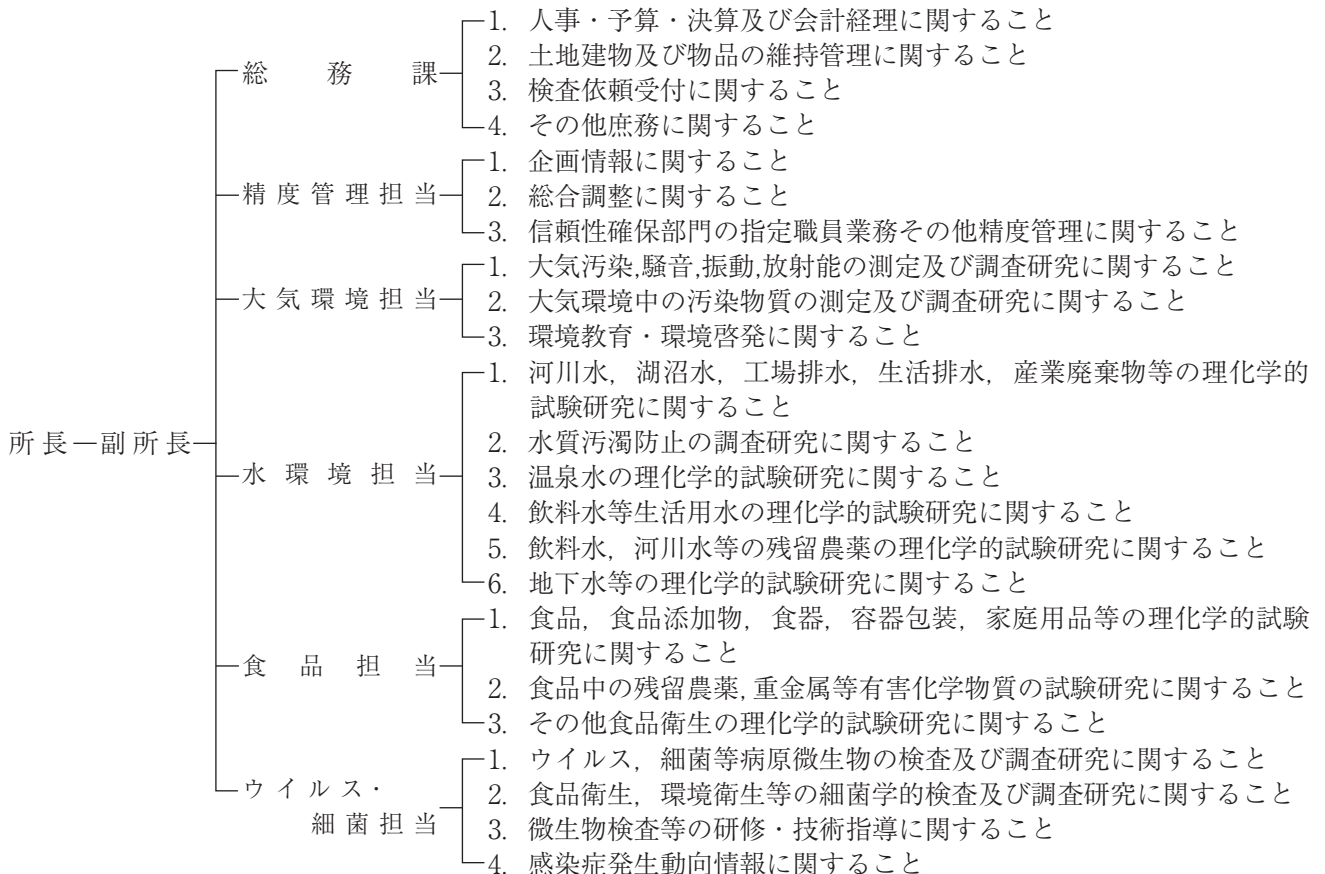 所長 副所長
総務課
1. 人事・予算・決算及び会計経理に関すること
2. 土地建物及び物品の維持管理に関すること
3. 検査依頼受付に関すること
4. その他庶務に関すること
精度管理担当
1. 企画情報に関すること
2. 総合調整に関すること
3. 信頼性確保部門の指定職員業務その他精度管理に関すること
大気環境担当
1. 大気汚染,騒音,振動,放射能の測定及び調査研究に関すること
2. 大気環境中の汚染物質の測定及び調査研究に関すること
3. 環境教育・環境啓発に関すること
水環境担当
1. 河川水，湖沼水，工場排水，生活排水，産業廃棄物等の理化学的
試験研究に関すること
2. 水質汚濁防止の調査研究に関すること
3. 温泉水の理化学的試験研究に関すること
4. 飲料水等生活用水の理化学的試験研究に関すること
5. 飲料水，河川水等の残留農薬の理化学的試験研究に関すること
6. 地下水等の理化学的試験研究に関すること
食品担当
1. 食品，食品添加物，食器，容器包装，家庭用品等の理化学的試験
研究に関すること
2. 食品中の残留農薬,重金属等有害化学物質の試験研究に関すること
3. その他食品衛生の理化学的試験研究に関すること
ウイルス・
細菌担当
1. ウイルス，細菌等病原微生物の検査及び調査研究に関すること
2. 食品衛生，環境衛生等の細菌学的検査及び調査研究に関すること
3. 微生物検査等の研修・技術指導に関すること
4. 感染症発生動向情報に関すること